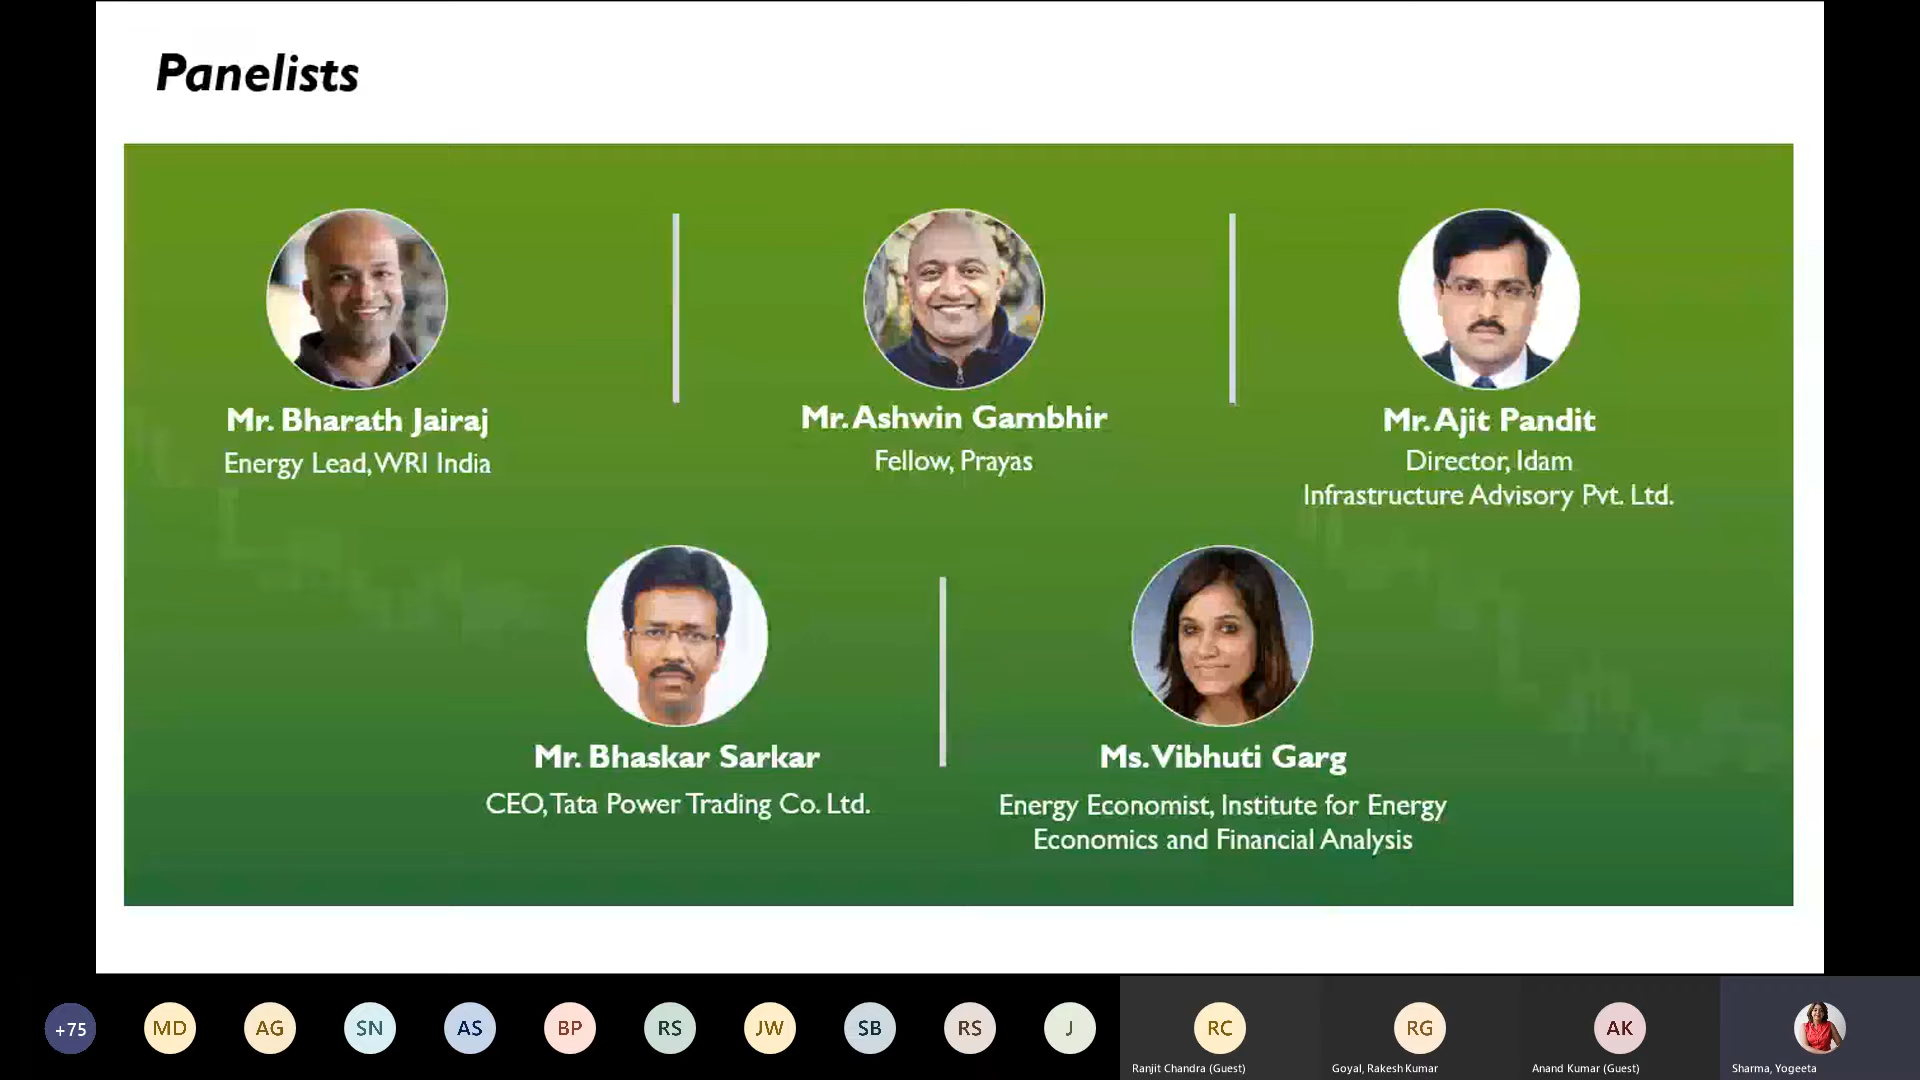 Panelists
Mr. Bharath Jairaj
Energy Lead, WRI India
Mr. Ashwin Gambhir
Fellow, Prayas
Mr. Ajit Pandit
Director, Idam
Infrastructure Advisory Pvt. Ltd.
Mr. Bhaskar Sarkar
CEO, Tata Power Trading Co. Ltd.
Ms. Vibhuti Garg
Energy Economist, Institute for Energy
Economics and Financial Analysis
+75
MD
AG
SN
AS
BP
RS
JW
SB
RS
J
RC
RG
AK
Ranjit Chandra (Guest)
Goyal, Rakesh Kumar
Anand Kumar (Guest)
Sharma, Yogeeta